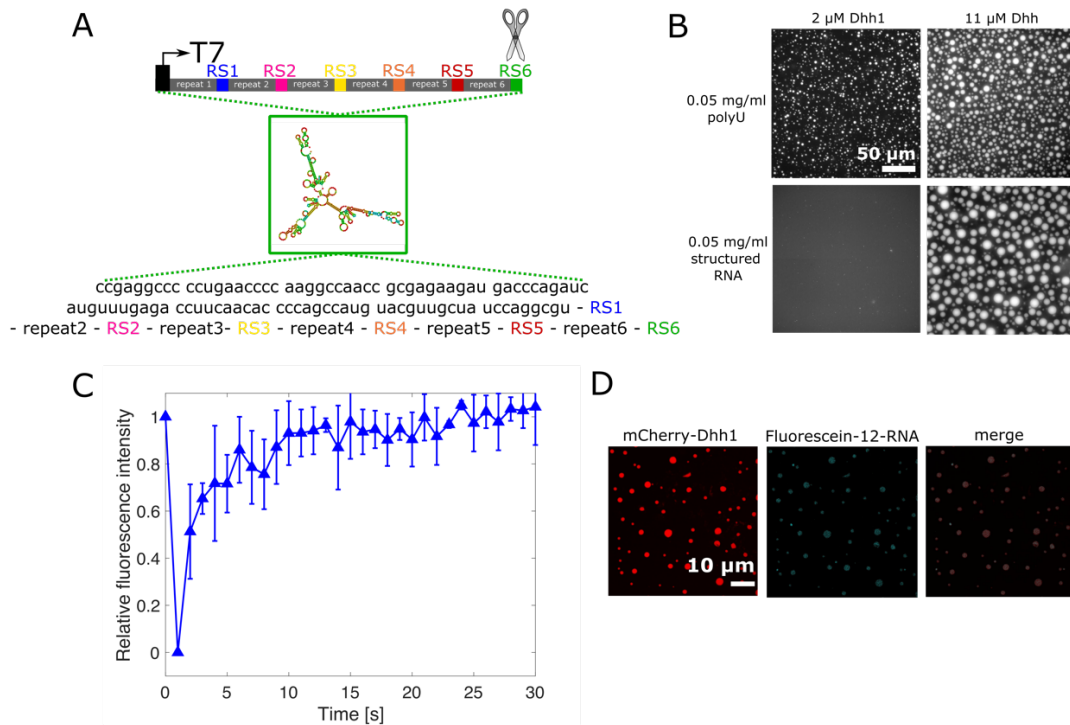 A
T7
RS1 RS2 RS3 RS4 RS5 RS6
repeat 1 repeat 2 repeat 3 repeat 4 repeat 5 repeat 6
ccgaggcccc cctgaacccc aaggccaacc gcgagaagau gacccagauc
auguuugaga ccuucaacac cccagccaug uacguugcua uccaggcgu - RS1
- repeat2 - RS2 - repeat3- RS3 - repeat4 - RS4 - repeat5 - RS5 - repeat6 - RS6
B
2 µM Dhh1 11 µM Dhh
0.05 mg/ml
polyU
50 µm
0.05 mg/ml
structured
RNA
C
Relative fluorescence intensity
1
0.8
0.6
0.4
0.2
0
0 5 10 15 20 25 30
Time [s]
D
mCherry-Dhh1 Fluorescein-12-RNA merge
10 µm